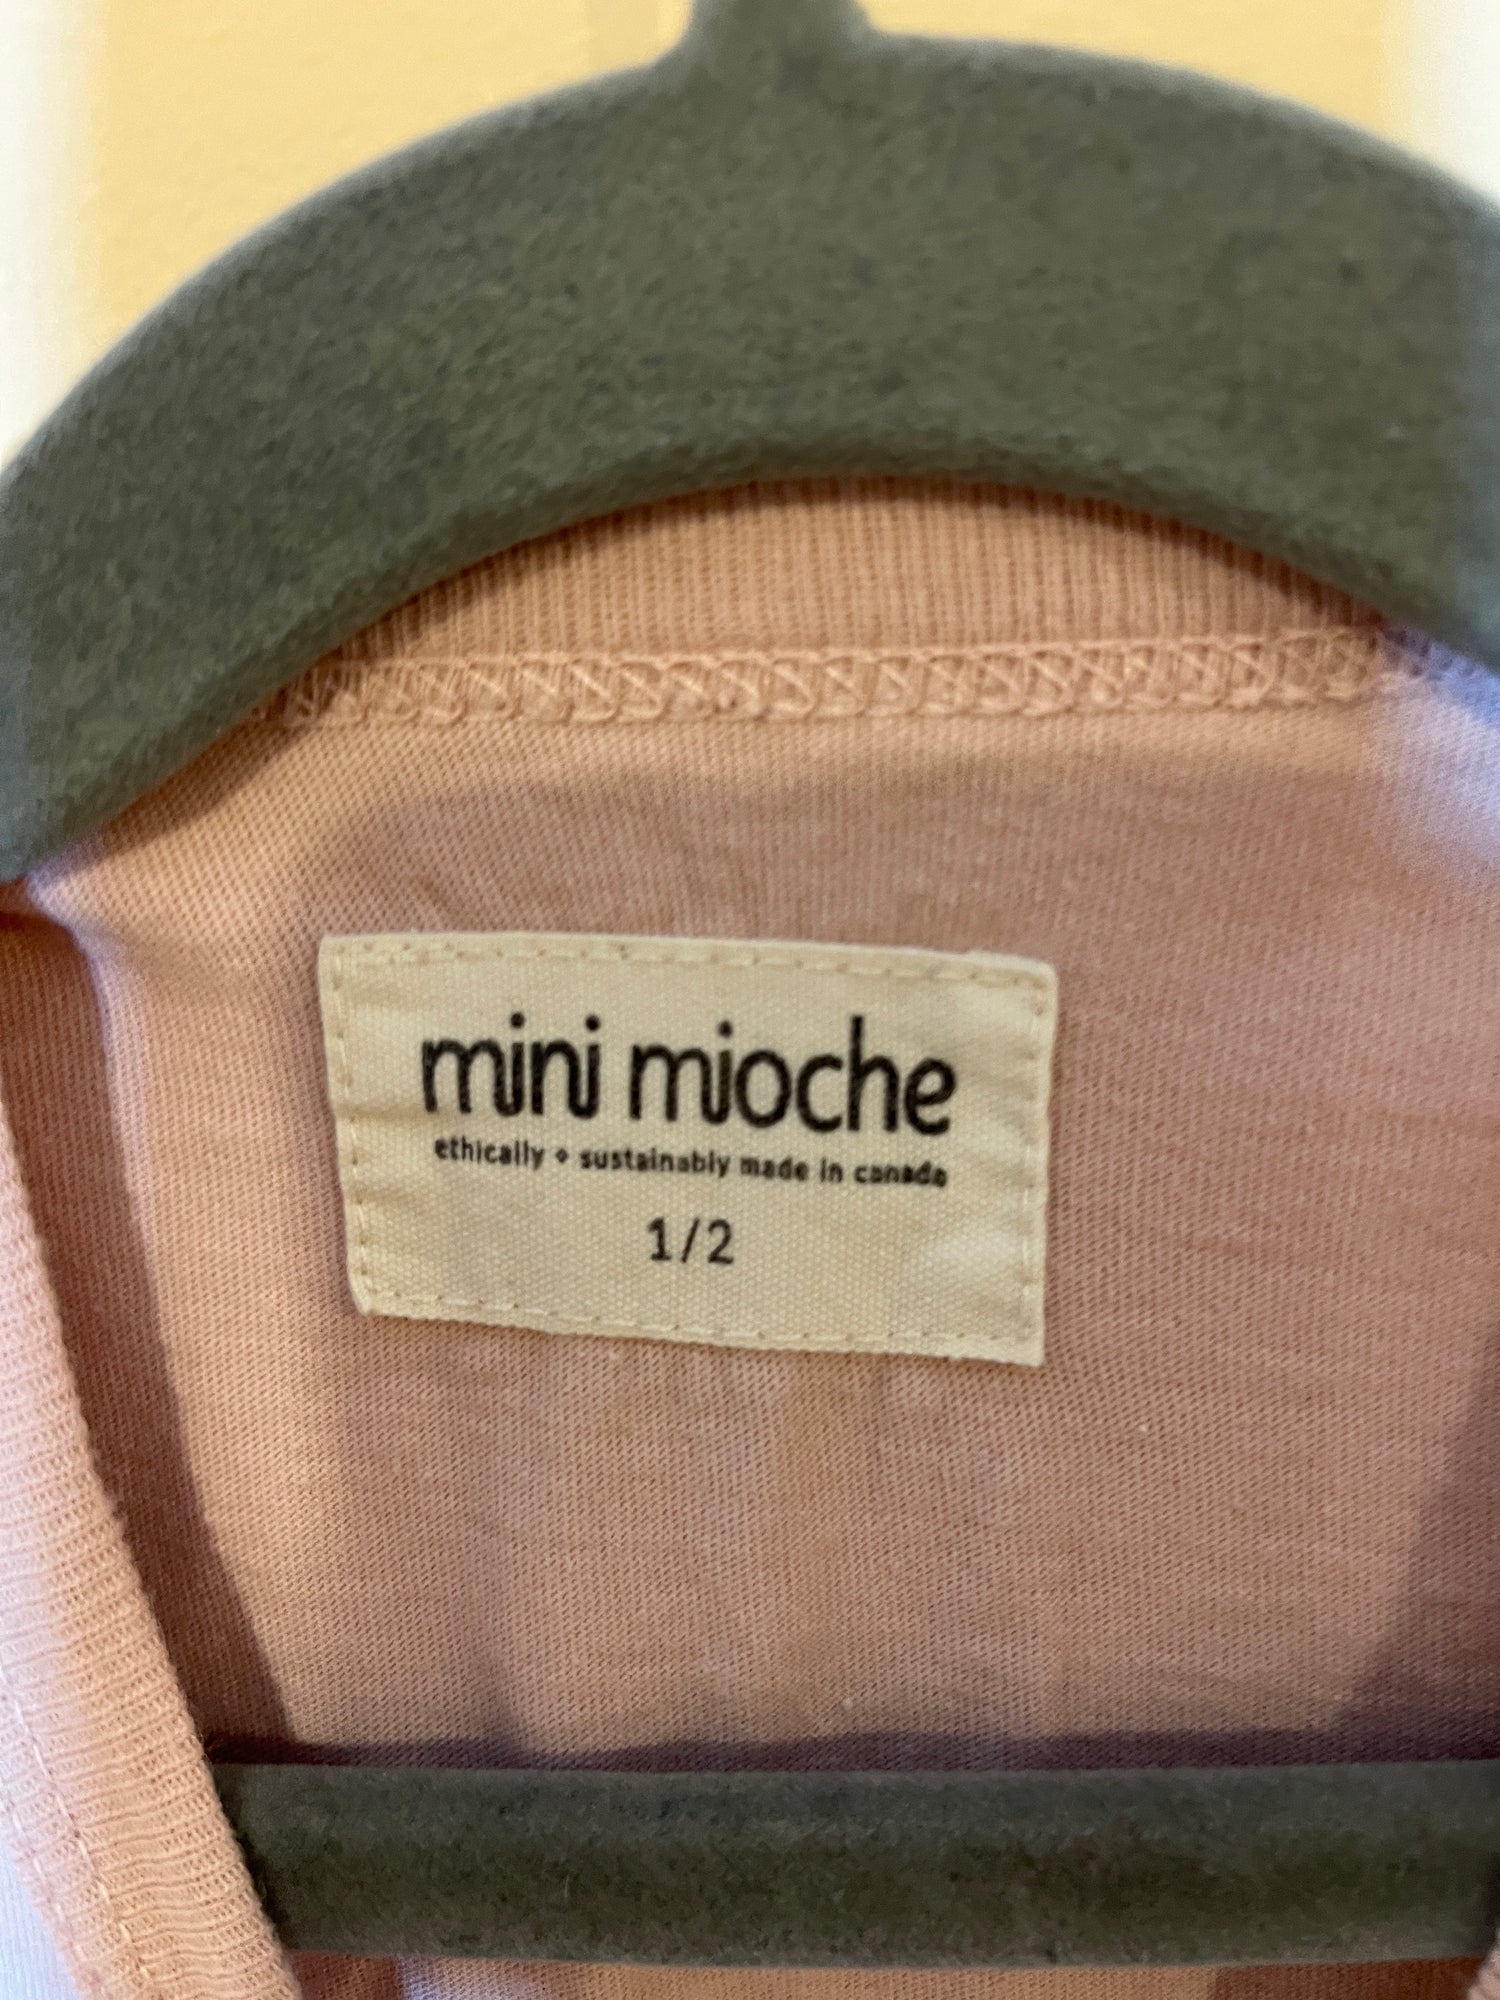 mini mioche
ethically + sustainably made in canada
1/2